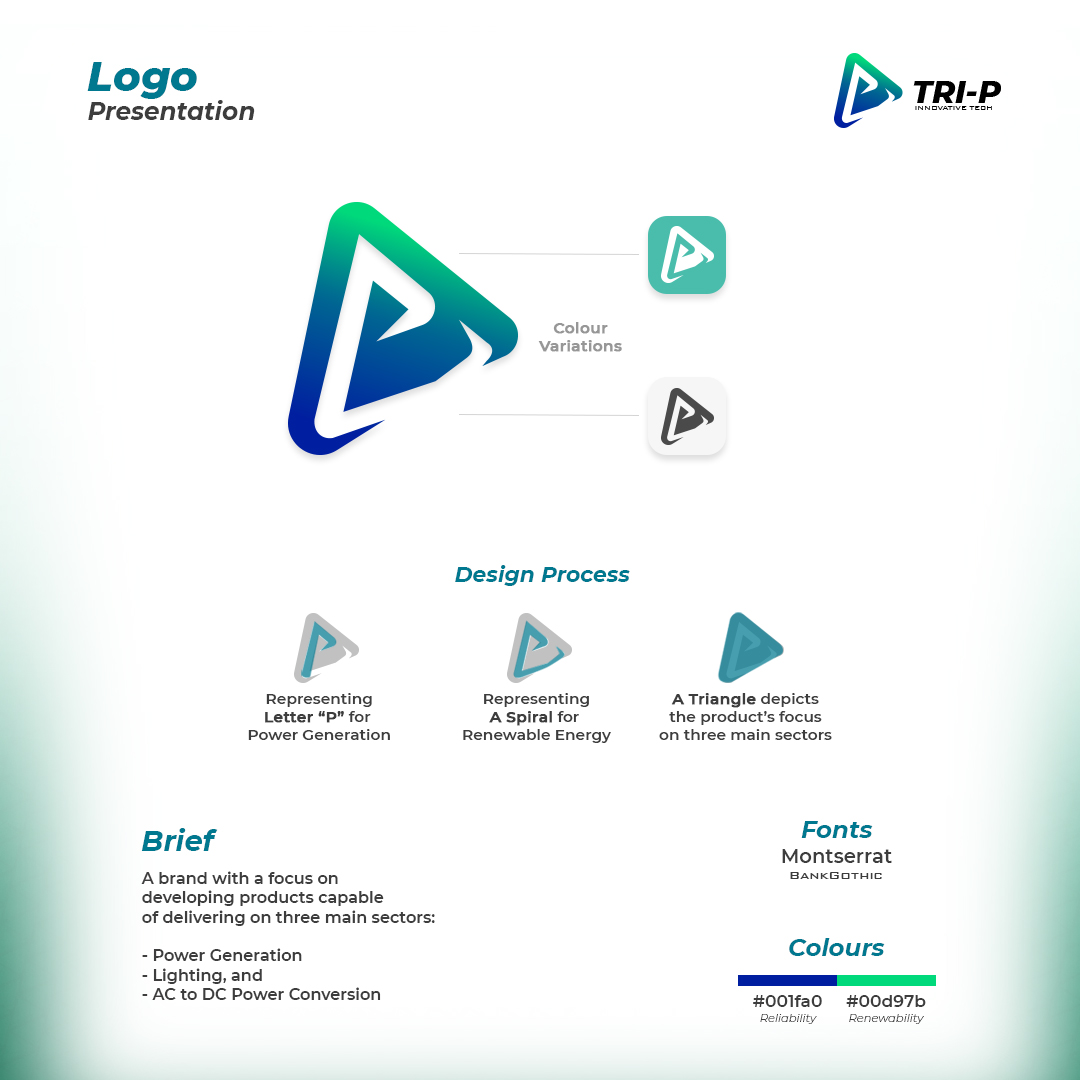 Logo
Presentation
TRI-P
INNOVATIVE TECH
Colour
Variations
Design Process
Representing
Letter “P” for
Power Generation
Representing
A Spiral for
Renewable Energy
A Triangle depicts
the product’s focus
on three main sectors
Brief
A brand with a focus on
developing products capable
of delivering on three main sectors:
- Power Generation
- Lighting, and
- AC to DC Power Conversion
Fonts
Montserrat
BankGothic
Colours
#001fa0
Reliability
#00d97b
Renewability